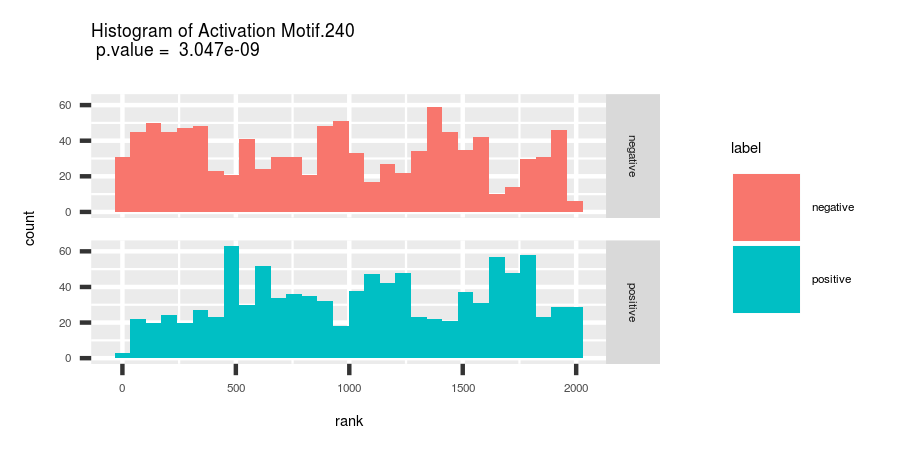 Histogram of Activation Motif.240
p.value = 3.047e-09
count
60
40
20
0
negative
60
40
20
0
positive
0 500 1000 1500 2000
rank
label
negative
positive